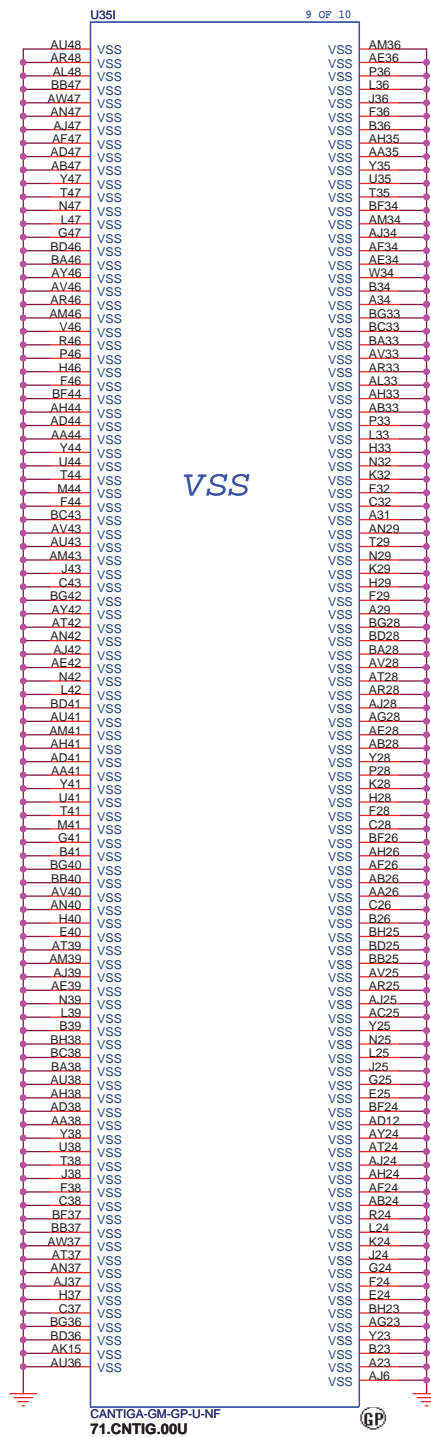 U35I 9 OF 10
AU48 VSS VSS AM36
AR48 VSS VSS AE36
AL48 VSS VSS P36
BB47 VSS VSS L36
AW47 VSS VSS J36
AN47 VSS VSS F36
AJ47 VSS VSS B36
AF47 VSS VSS AH35
AD47 VSS VSS AA35
AB47 VSS VSS Y35
Y47 VSS VSS U35
T47 VSS VSS T35
N47 VSS VSS BF34
L47 VSS VSS AM34
G47 VSS VSS AJ34
BD46 VSS VSS AF34
BA46 VSS VSS AE34
AY46 VSS VSS W34
AV46 VSS VSS B34
AR46 VSS VSS A34
AM46 VSS VSS BG33
V46 VSS VSS BC33
R46 VSS VSS BA33
P46 VSS VSS AV33
H46 VSS VSS AR33
F46 VSS VSS AL33
BF44 VSS VSS AH33
AH44 VSS VSS AB33
AD44 VSS VSS P33
AA44 VSS VSS L33
Y44 VSS VSS H33
U44 VSS VSS N32
T44 VSS VSS K32
VSS
M44 VSS VSS F32
F44 VSS VSS C32
BC43 VSS VSS A31
AV43 VSS VSS AN29
AU43 VSS VSS T29
AM43 VSS VSS N29
J43 VSS VSS K29
C43 VSS VSS H29
BG42 VSS VSS F29
AY42 VSS VSS A29
AT42 VSS VSS BG28
AN42 VSS VSS BD28
AJ42 VSS VSS BA28
AE42 VSS VSS AV28
N42 VSS VSS AT28
L42 VSS VSS AR28
BD41 VSS VSS AJ28
AU41 VSS VSS AG28
AM41 VSS VSS AE28
AH41 VSS VSS AB28
AD41 VSS VSS Y28
AA41 VSS VSS P28
Y41 VSS VSS K28
U41 VSS VSS H28
T41 VSS VSS F28
M41 VSS VSS C28
G41 VSS VSS BF26
B41 VSS VSS AH26
BG40 VSS VSS AF26
BB40 VSS VSS AB26
AV40 VSS VSS AA26
AN40 VSS VSS C26
H40 VSS VSS B26
E40 VSS VSS BH25
AT39 VSS VSS BD25
AM39 VSS VSS BB25
AJ39 VSS VSS AV25
AE39 VSS VSS AR25
N39 VSS VSS AJ25
L39 VSS VSS AC25
B39 VSS VSS Y25
BH38 VSS VSS N25
BC38 VSS VSS L25
BA38 VSS VSS J25
AU38 VSS VSS G25
AH38 VSS VSS E25
AD38 VSS VSS BF24
AA38 VSS VSS AD12
Y38 VSS VSS AY24
U38 VSS VSS AT24
T38 VSS VSS AJ24
J38 VSS VSS AH24
F38 VSS VSS AF24
C38 VSS VSS AB24
BF37 VSS VSS R24
BB37 VSS VSS L24
AW37 VSS VSS K24
AT37 VSS VSS J24
AN37 VSS VSS G24
AJ37 VSS VSS F24
H37 VSS VSS E24
C37 VSS VSS BH23
BG36 VSS VSS AG23
BD36 VSS VSS Y23
AK15 VSS VSS B23
AU36 VSS VSS A23
VSS AJ6
CANTIGA-GM-GP-U-NF
71.CNTIG.00U
GP